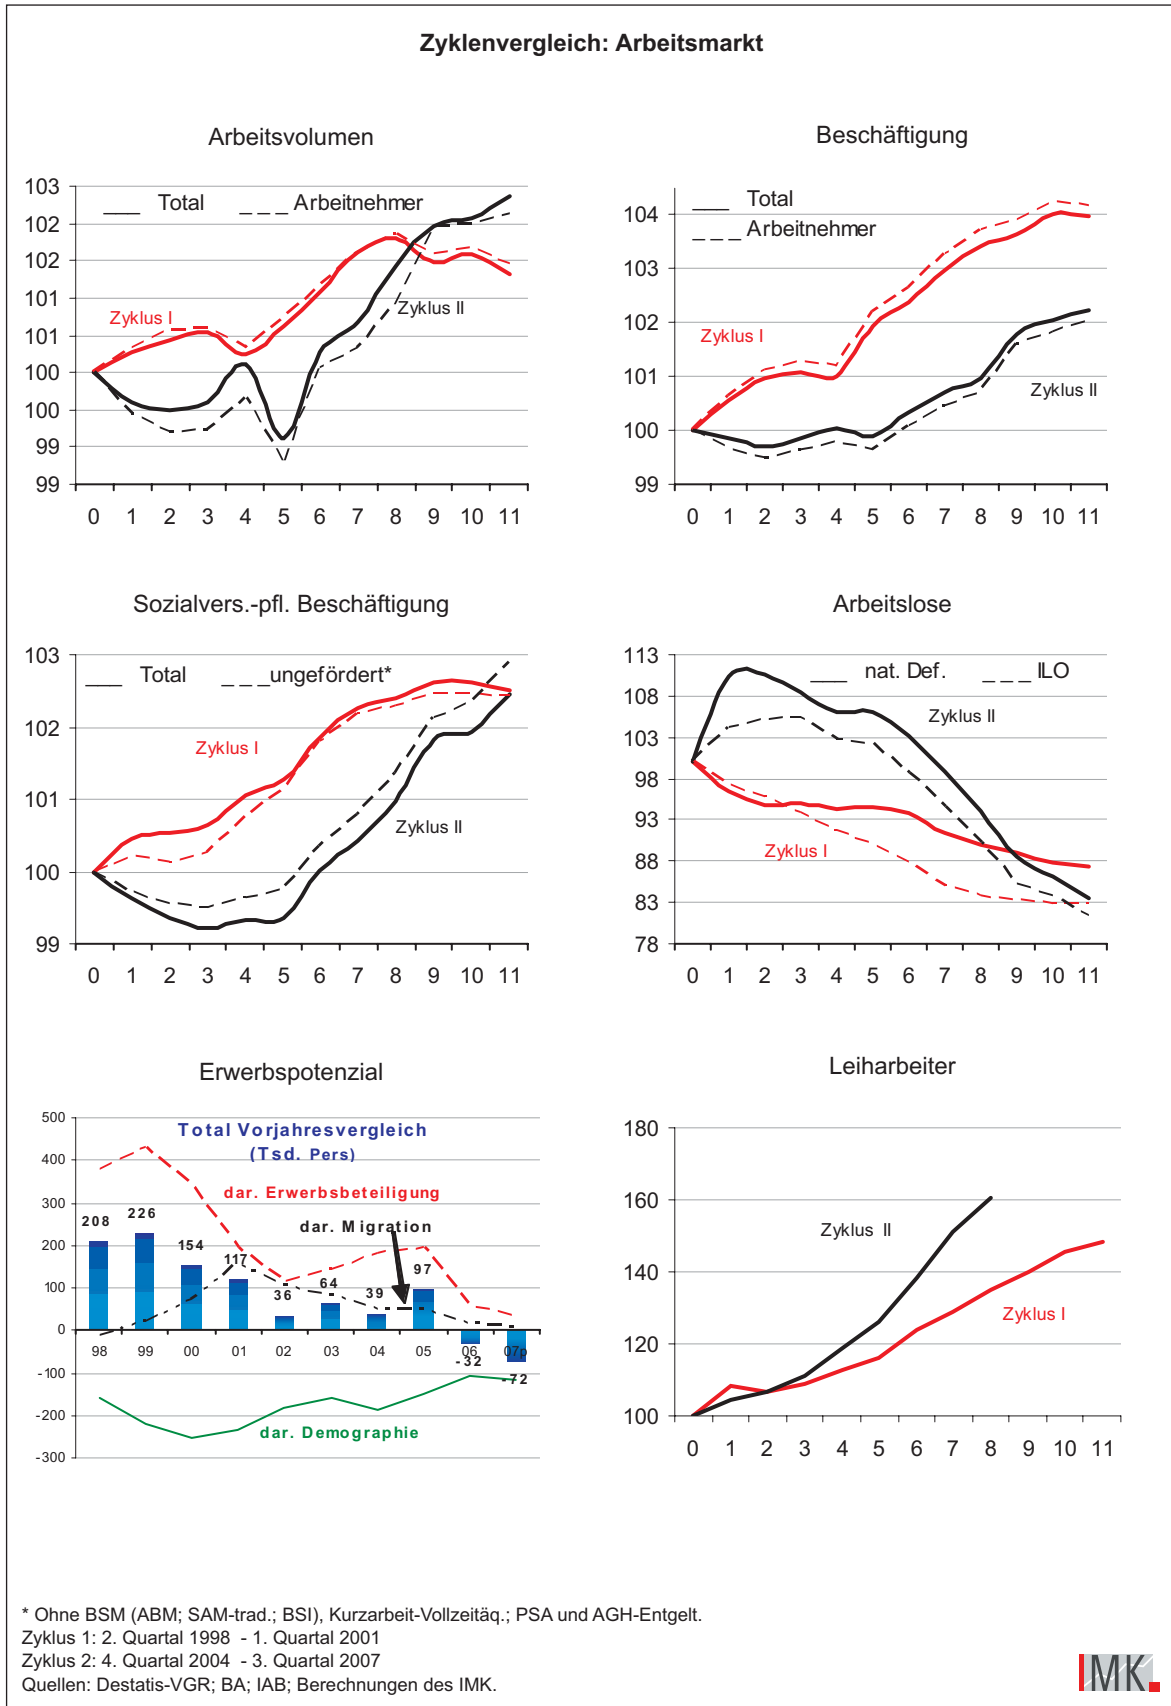 Zyklenvergleich: Arbeitsmarkt
Arbeitsvolumen
103
102
102
101
101
100
100
99
99
Total
Arbeitnehmer
Zyklus I
Zyklus II
0 1 2 3 4 5 6 7 8 9 10 11
Beschäftigung
Total
Arbeitnehmer
104
103
102
101
100
99
Zyklus I
Zyklus II
0 1 2 3 4 5 6 7 8 9 10 11
Sozialvers.-pfl. Beschäftigung
103
102
101
100
99
Total
ungefördert*
Zyklus I
Zyklus II
0 1 2 3 4 5 6 7 8 9 10 11
Arbeitslose
113
108
103
98
93
88
83
78
nat. Def.
ILO
Zyklus II
Zyklus I
0 1 2 3 4 5 6 7 8 9 10 11
Erwerbspotenzial
500
400
300
200
100
0
-100
-200
-300
Total Vorjahresvergleich
(Tsd. Pers)
dar. Erwerbsbeteiligung
dar. Migration
208
226
154
117
36
64
39
97
-32
-72
98 99 00 01 02 03 04 05 06 07p
dar. Demographie
Leiharbeiter
180
160
140
120
100
Zyklus II
Zyklus I
0 1 2 3 4 5 6 7 8 9 10 11
* Ohne BSM (ABM; SAM-trad.; BSI), Kurzarbeit-Vollzeitäq.; PSA und AGH-Entgelt.
Zyklus 1: 2. Quartal 1998 - 1. Quartal 2001
Zyklus 2: 4. Quartal 2004 - 3. Quartal 2007
Quellen: Destatis-VGR; BA; IAB; Berechnungen des IMK.
IMK.